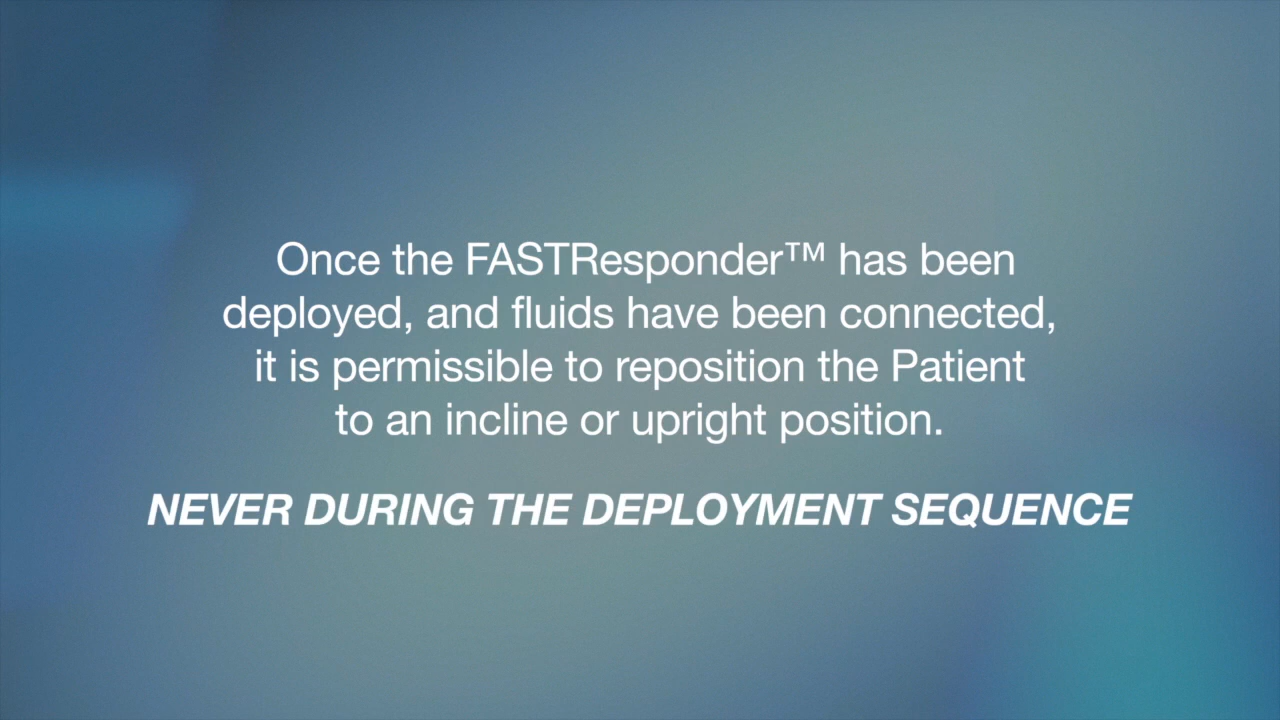 Once the FASTResponder™ has been
deployed, and fluids have been connected,
it is permissible to reposition the Patient
to an incline or upright position.
NEVER DURING THE DEPLOYMENT SEQUENCE